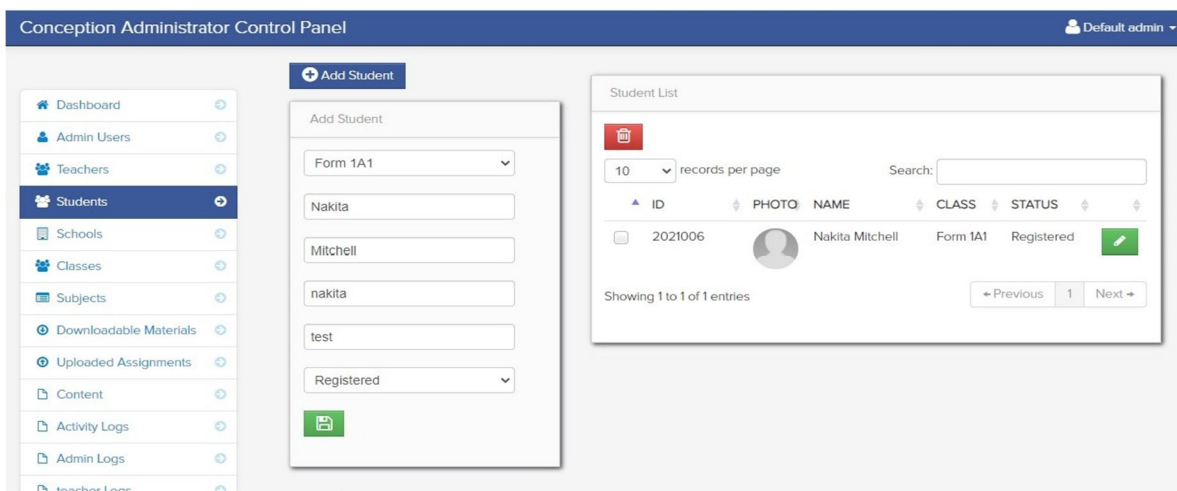 Conception Administrator Control Panel
Default admin
Dashboard
Admin Users
Teachers
Students
Schools
Classes
Subjects
Downloadable Materials
Uploaded Assignments
Content
Activity Logs
Admin Logs
teacher Logs
Add Student
Add Student
Form 1A1
Nakita
Mitchell
nakita
test
Registered
Student List
10 records per page Search:
ID PHOTO NAME CLASS STATUS
2021006 Nakita Mitchell Form 1A1 Registered
Showing 1 to 1 of 1 entries
← Previous 1 Next →